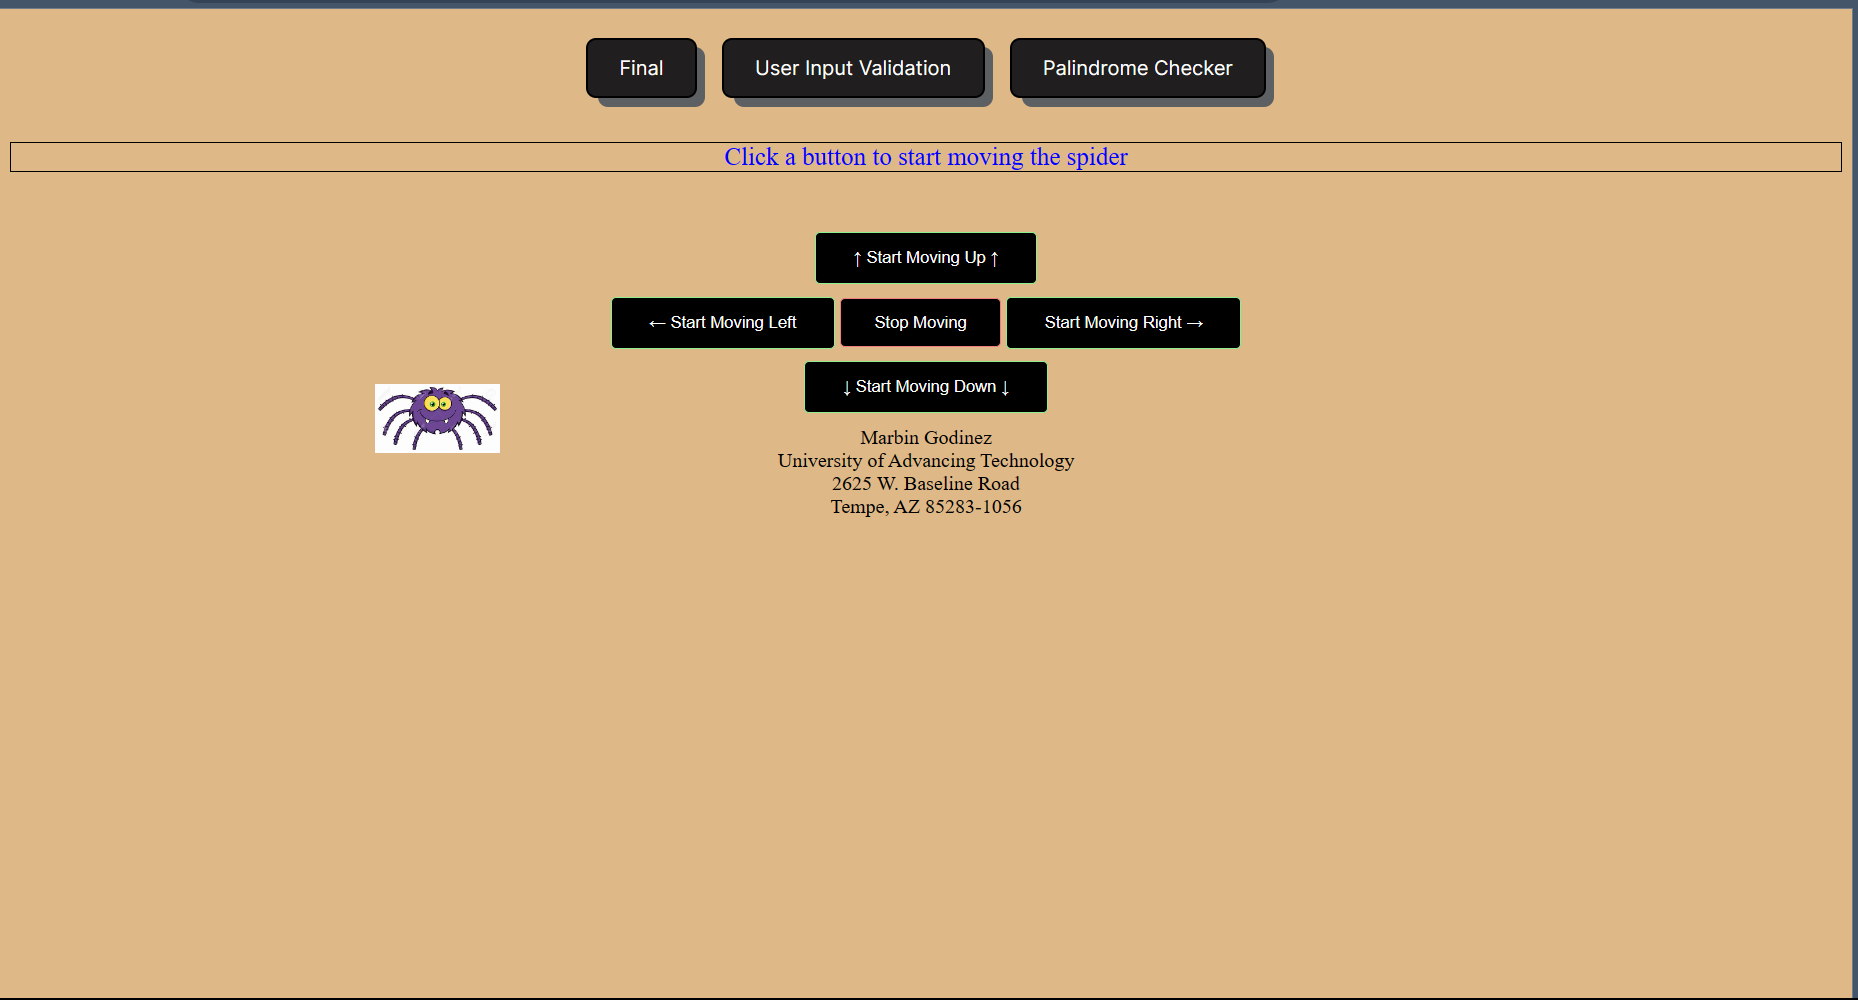 Final
User Input Validation
Palindrome Checker
Click a button to start moving the spider
↑ Start Moving Up ↑
← Start Moving Left
Stop Moving
Start Moving Right →
↓ Start Moving Down ↓
Marbin Godinez
University of Advancing Technology
2625 W. Baseline Road
Tempe, AZ 85283-1056